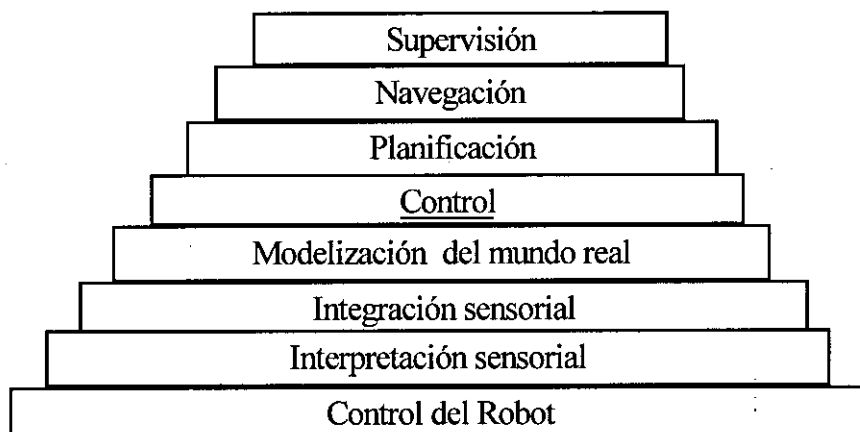 Supervisión
Navegación
Planificación
Control
Modelización del mundo real
Integración sensorial
Interpretación sensorial
Control del Robot